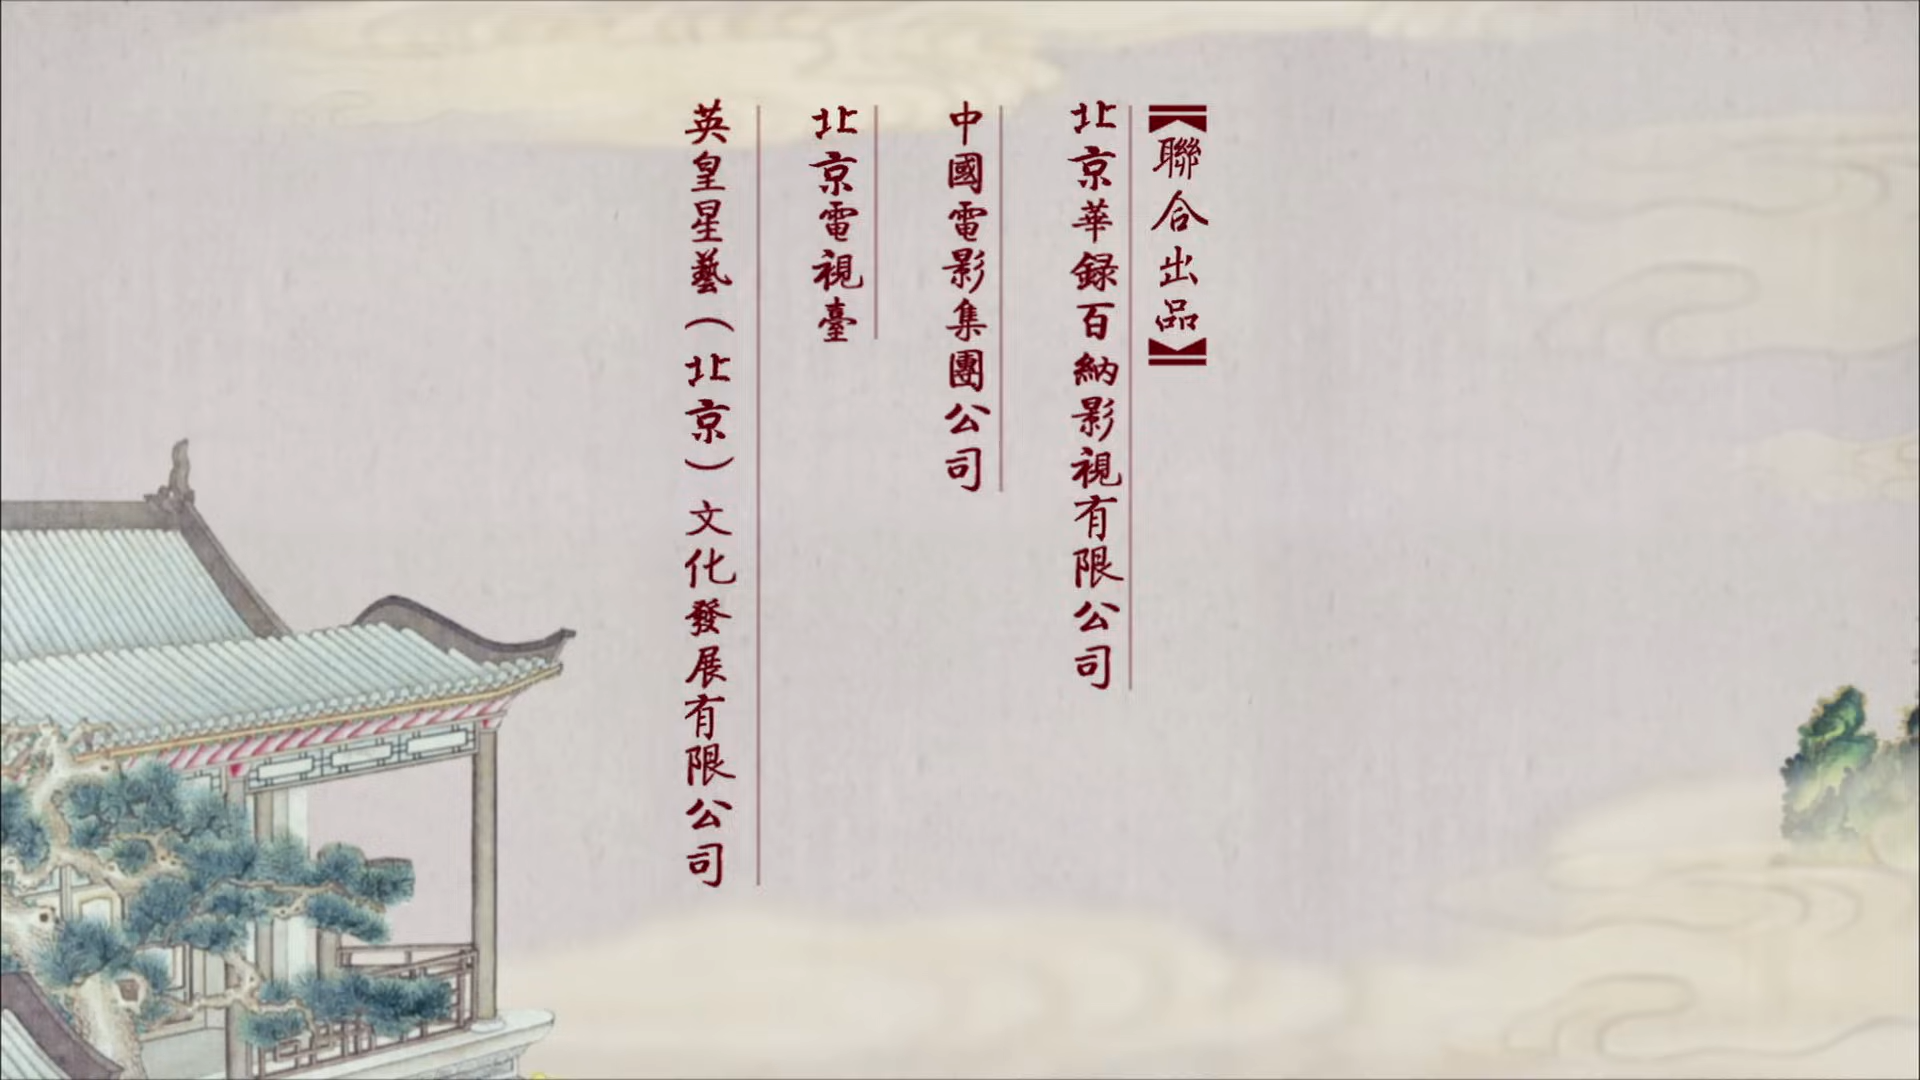 【聯合出品】
北京華録百納影視有限公司
中國電影集團公司
北京電視臺
英皇星藝（北京）文化發展有限公司